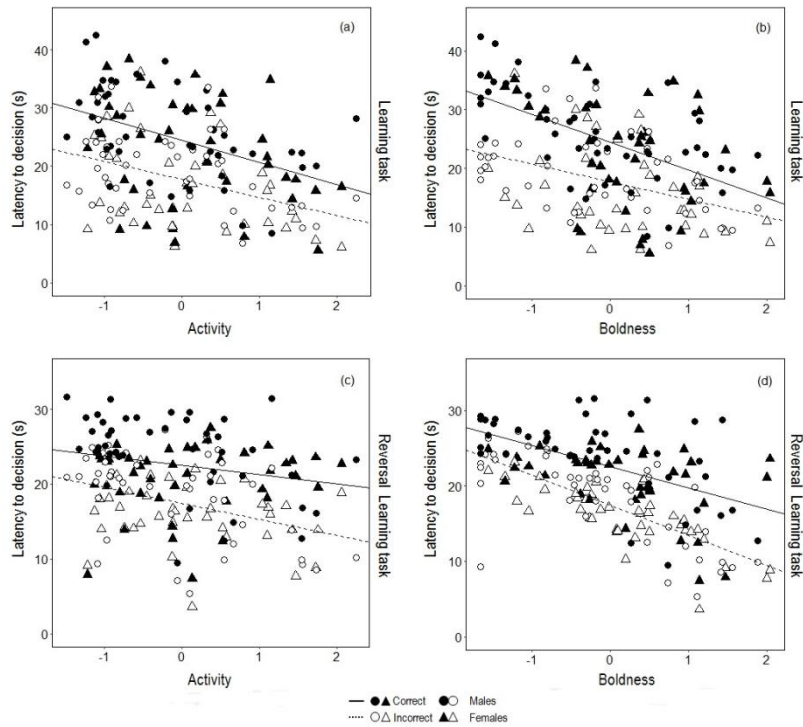 (a)
40
30
20
10
0
Latency to decision (s)
-1 0 1 2
Activity
(b)
40
30
20
10
0
Latency to decision (s)
-1 0 1 2
Boldness
Learning task
(c)
30
20
10
0
Latency to decision (s)
-1 0 1 2
Activity
Reversal Learning task
(d)
30
20
10
0
Latency to decision (s)
-1 0 1 2
Boldness
Learning task
Reversal Learning task
Correct Males
Incorrect Females